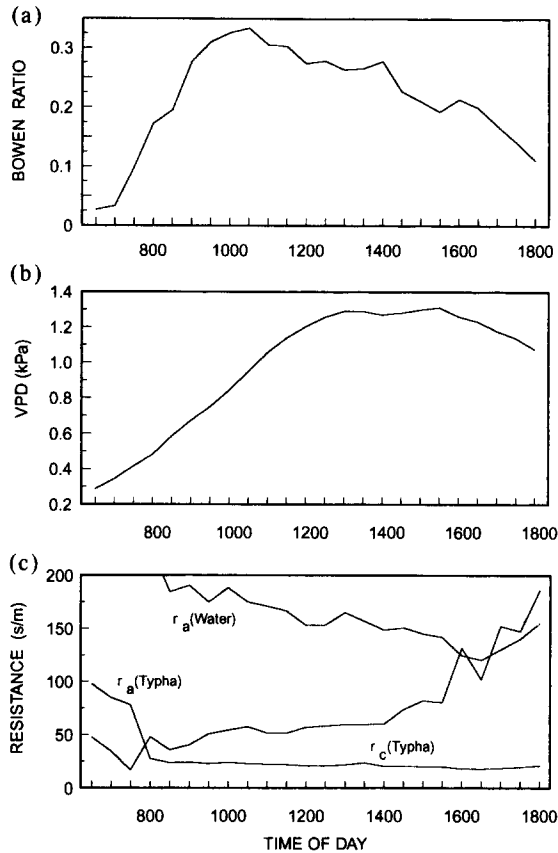 (a)
BOWEN RATIO
0.3
0.2
0.1
0
800 1000 1200 1400 1600 1800
(b)
VPD (kPa)
1.4
1.2
1.0
0.8
0.6
0.4
0.2
800 1000 1200 1400 1600 1800
(c)
RESISTANCE (s/m)
200
150
100
50
0
r a (Water)
r a (Typha)
r c (Typha)
800 1000 1200 1400 1600 1800
TIME OF DAY